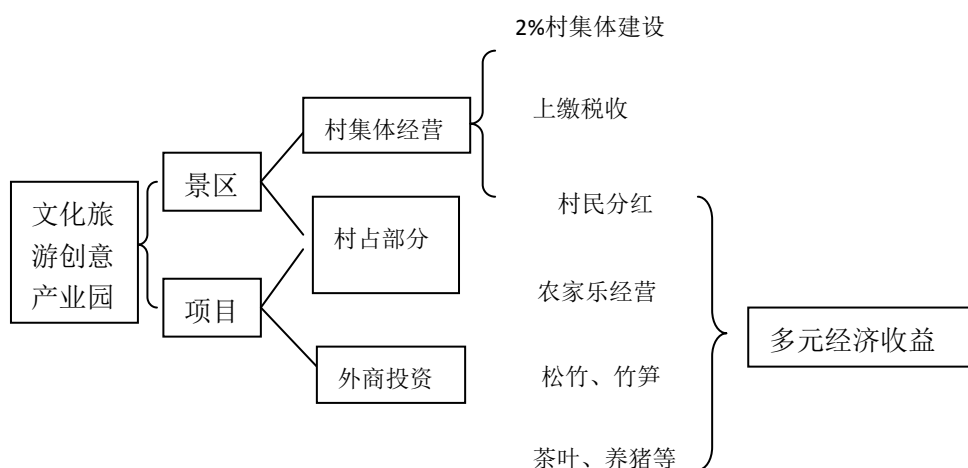 2%村集体建设
上缴税收
村集体经营
景区
村民分红
文化旅
游创意
产业园
村占部分
农家乐经营
项目
多元经济收益
外商投资
松竹、竹笋
茶叶、养猪等